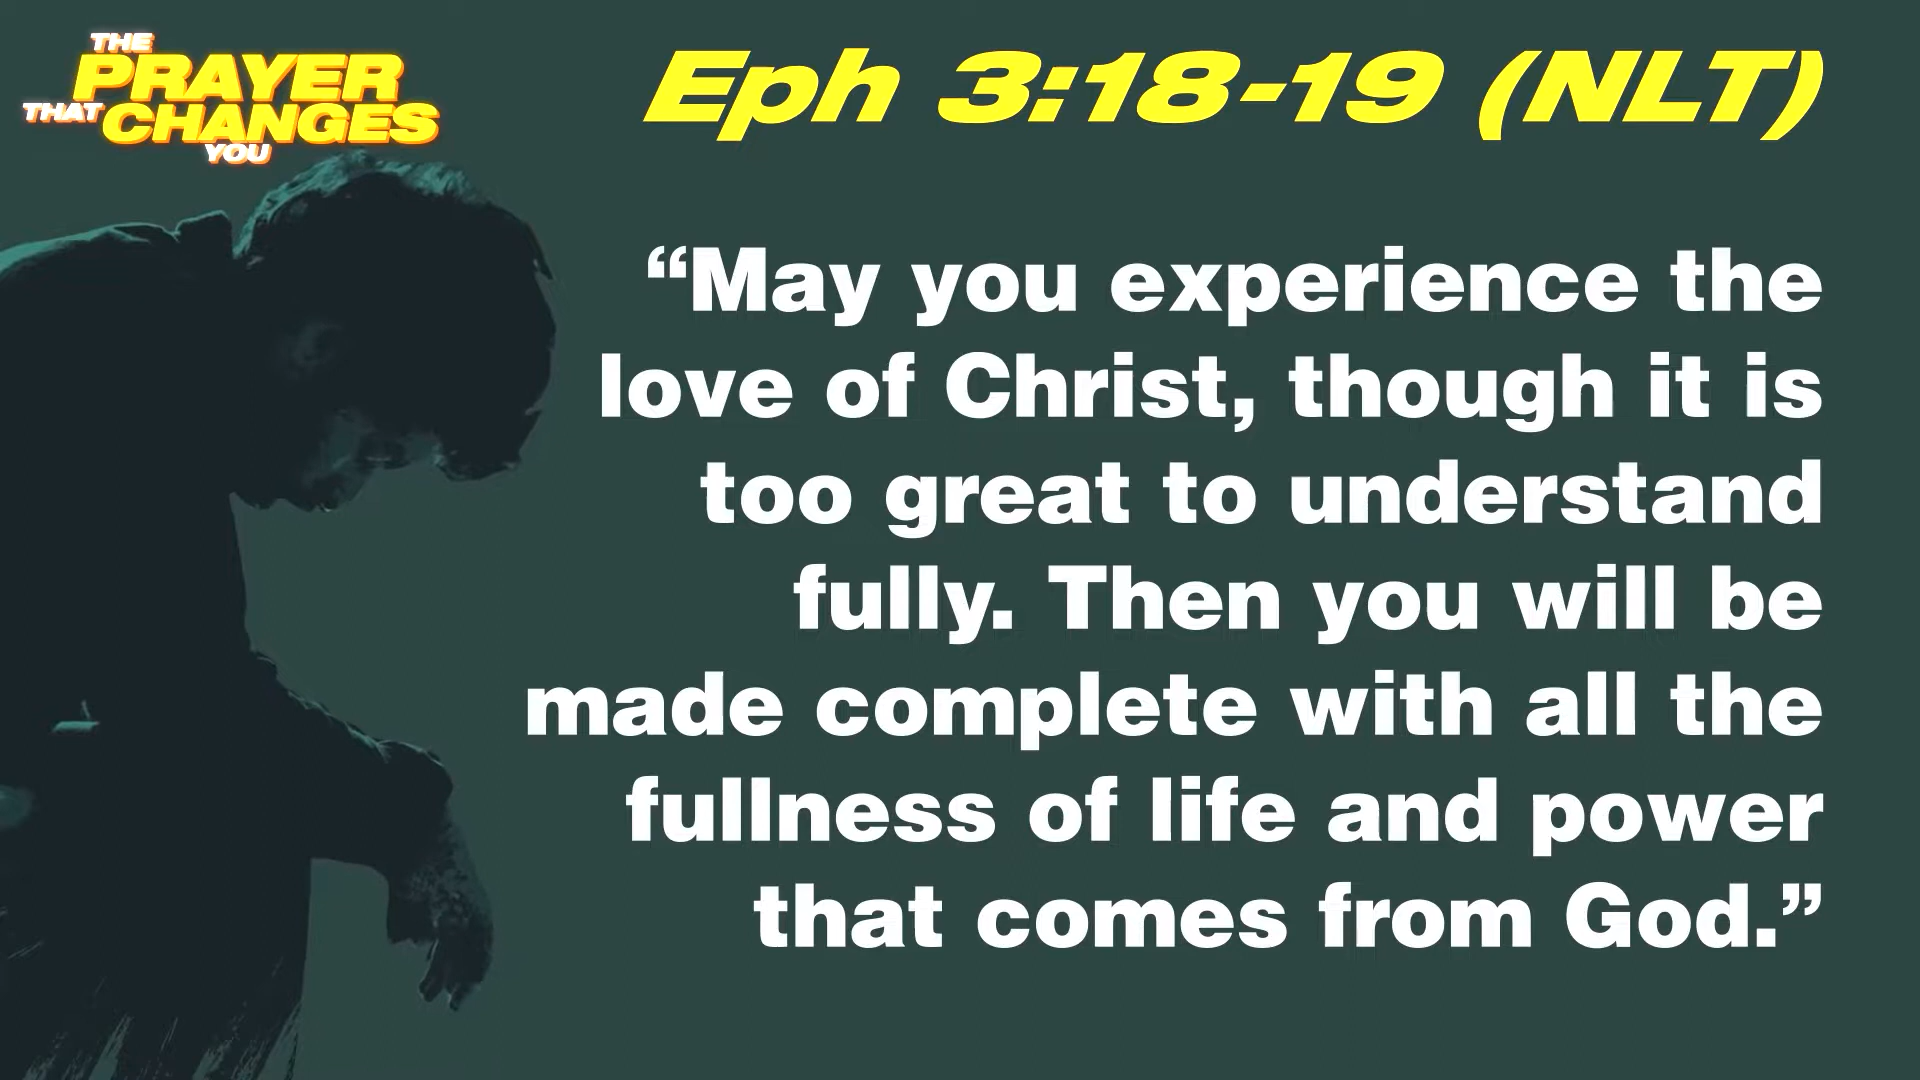 THE
PRAYER
THAT CHANGES
YOU
Eph 3:18-19 (NLT)
“May you experience the
love of Christ, though it is
too great to understand
fully. Then you will be
made complete with all the
fullness of life and power
that comes from God.”